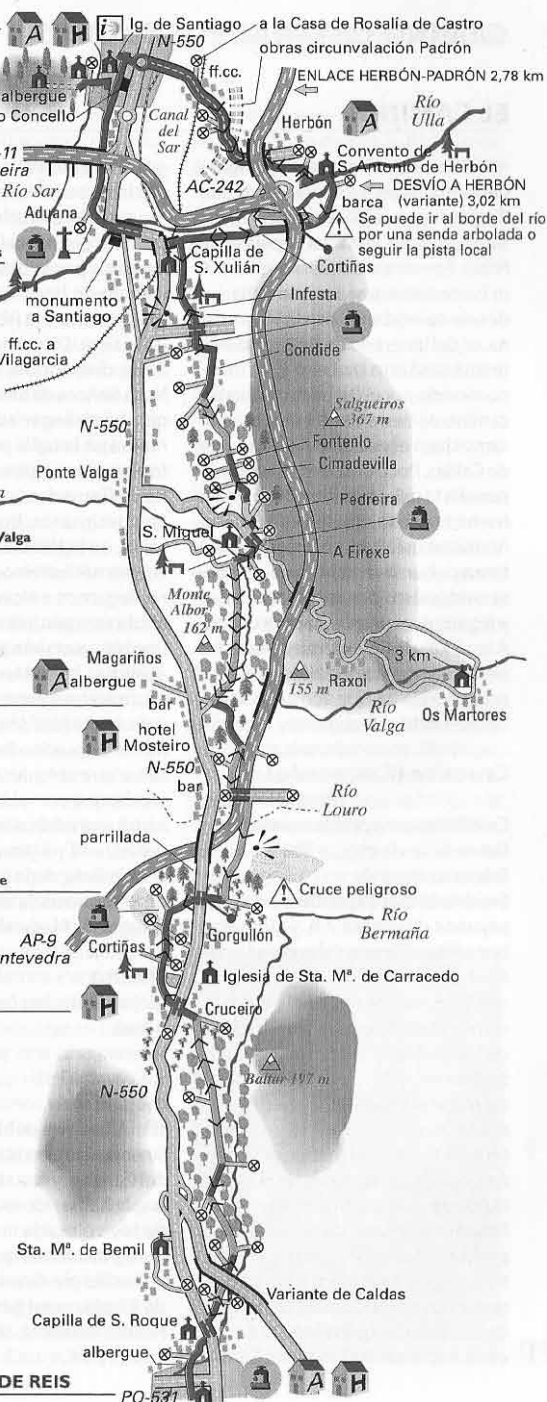 A
H
i
Ig. de Santiago
a la Casa de Rosalía de Castro
N-550
obras circunvalación Padrón
ff.cc.
ENLACE HERBÓN-PADRÓN 2,78 km
albergue
o Concello
Canal
del
Sar
Herbón
A
Río
Ulla
Convento de
S. Antonio de Herbón
-11
eira
AC-242
Río Sar
barca
DESVÍO A HERBÓN
(variante) 3,02 km
Aduana
Se puede ir al borde del río
por una senda arbolada o
seguir la pista local
Capilla de
S. Xulián
Cortiñas
monumento
a Santiago
Infesta
ff.cc. a
Vilagarcia
Condide
N-550
Salgueiros
367 m
Fontenlo
Cimadevilla
Ponte Valga
Pedreira
Valga
S. Miguel
A Eirexe
Monte
Albor
162 m
3 km
Magariños
A
albergue
155 m
Raxoi
Os Martores
bar
Río
Valga
H
hotel
Mosteiro
N-550
bar
Río
Louro
parrillada
Cruce peligroso
Río
Bermaña
AP-9
ntevedra
Gorgullón
Cortiñas
Iglesia de Sta. Mª. de Carracedo
H
Cruceiro
N-550
Baltar 197 m
Sta. Mª. de Bemil
Variante de Caldas
Capilla de S. Roque
albergue
A
H
DE REIS
PO-531